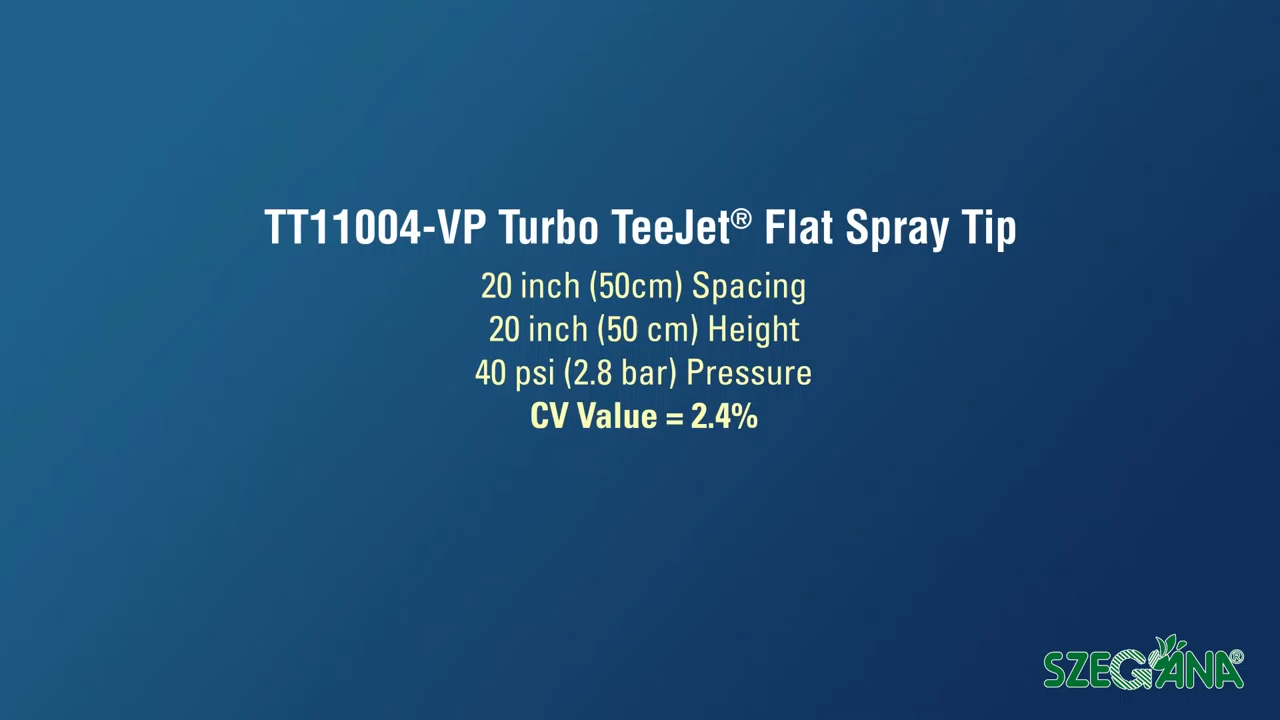 TT11004-VP Turbo TeeJet® Flat Spray Tip
20 inch (50cm) Spacing
20 inch (50 cm) Height
40 psi (2.8 bar) Pressure
CV Value = 2.4%
SZEGÁNA®